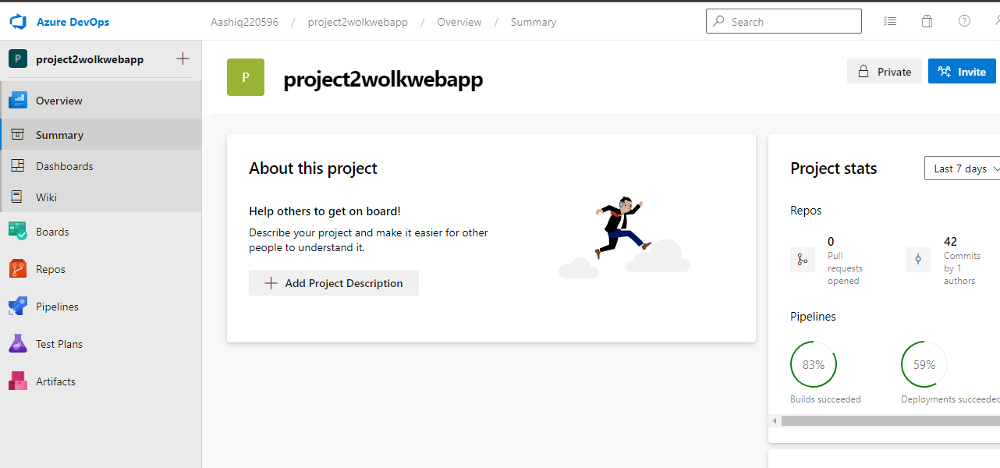 Azure DevOps
Aashiq220596 / project2wolkwebapp / Overview / Summary
Search
P project2wolkwebapp
Overview
Summary
Dashboards
Wiki
Boards
Repos
Pipelines
Test Plans
Artifacts
P
project2wolkwebapp
Private
Invite
About this project
Help others to get on board!
Describe your project and make it easier for other
people to understand it.
Add Project Description
Project stats
Last 7 days
Repos
0
Pull
requests
opened
42
Commits
by 1
authors
Pipelines
83%
Builds succeeded
59%
Deployments succeeded